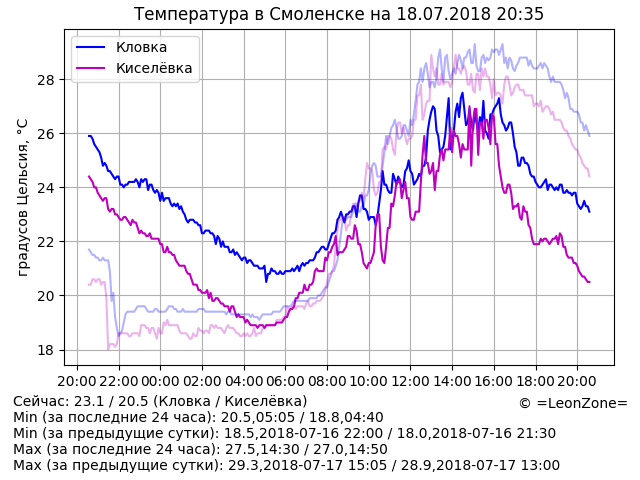 Температура в Смоленске на 18.07.2018 20:35
Кловка
Киселёвка
градусов Цельсия, °C
28
26
24
22
20
18
20:00 22:00 00:00 02:00 04:00 06:00 08:00 10:00 12:00 14:00 16:00 18:00 20:00
Сейчас: 23.1 / 20.5 (Кловка / Киселёвка)
© =LeonZone=
Min (за последние 24 часа): 20.5,05:05 / 18.8,04:40
Min (за предыдущие сутки): 18.5,2018-07-16 22:00 / 18.0,2018-07-16 21:30
Max (за последние 24 часа): 27.5,14:30 / 27.0,14:50
Max (за предыдущие сутки): 29.3,2018-07-17 15:05 / 28.9,2018-07-17 13:00